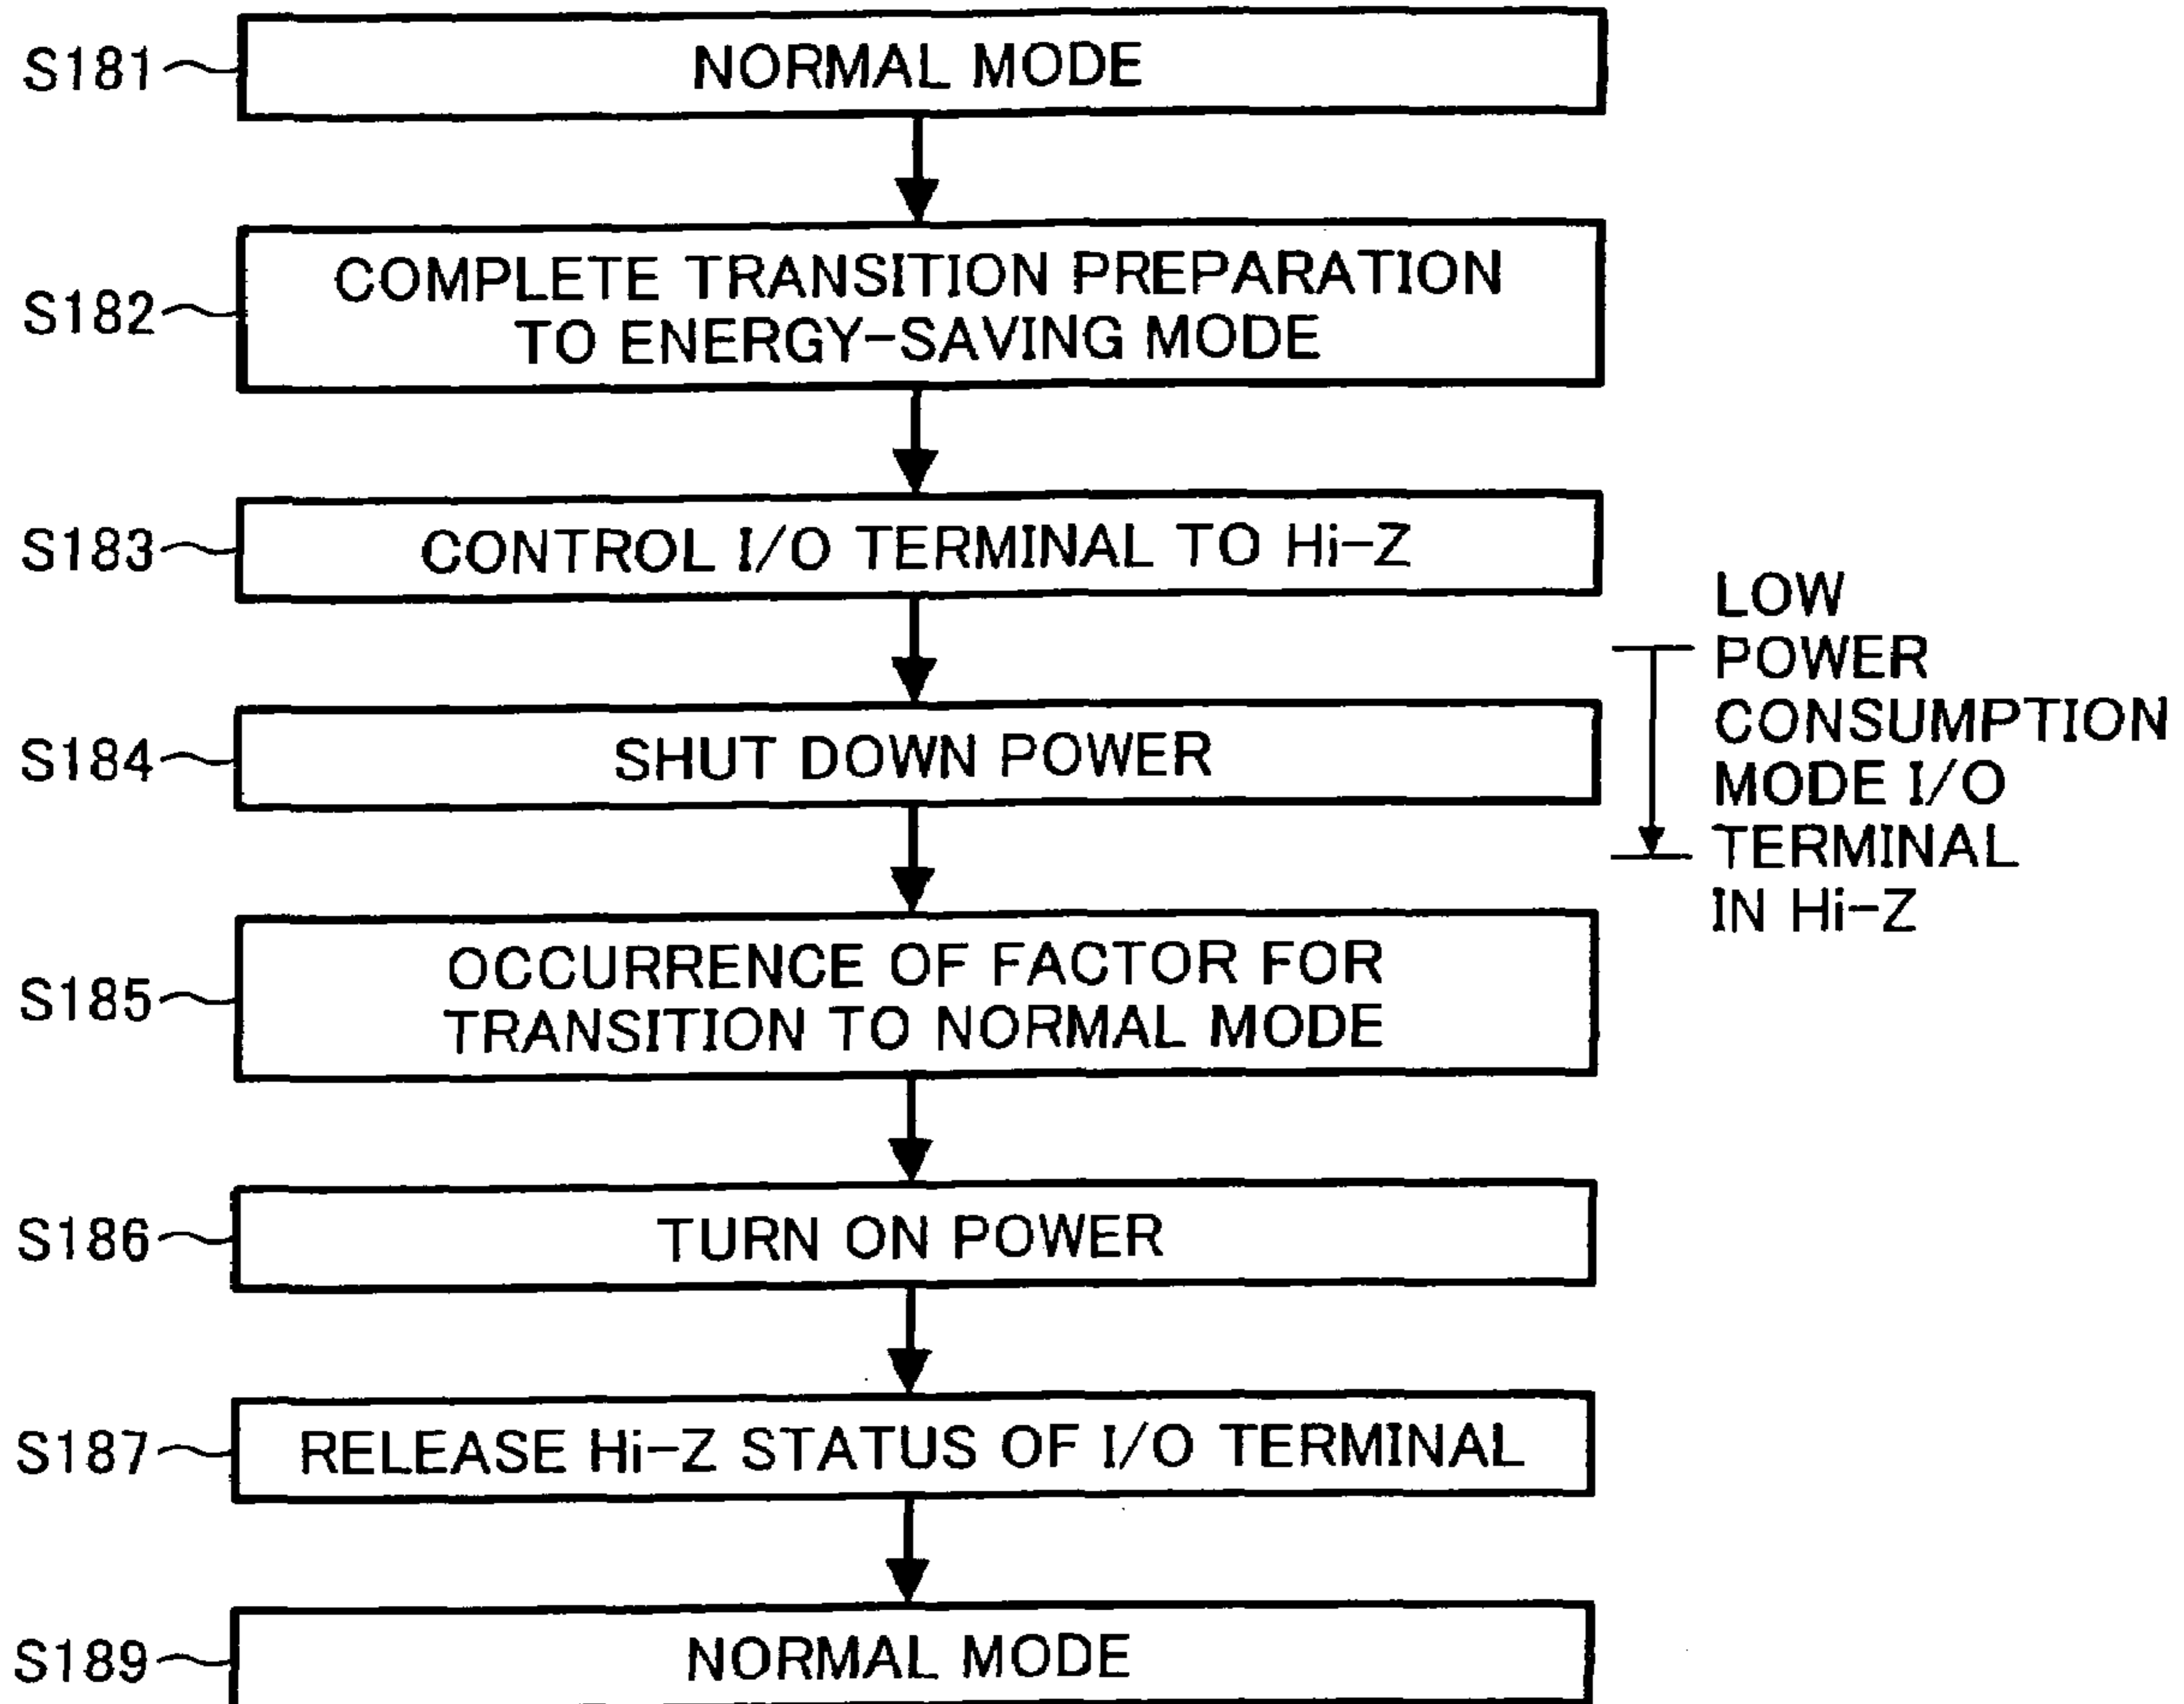 S181
NORMAL MODE
S182
COMPLETE TRANSITION PREPARATION
TO ENERGY-SAVING MODE
S183
CONTROL I/O TERMINAL TO Hi-Z
S184
SHUT DOWN POWER
LOW
POWER
CONSUMPTION
MODE I/O
TERMINAL
IN Hi-Z
S185
OCCURRENCE OF FACTOR FOR
TRANSITION TO NORMAL MODE
S186
TURN ON POWER
S187
RELEASE Hi-Z STATUS OF I/O TERMINAL
S189
NORMAL MODE